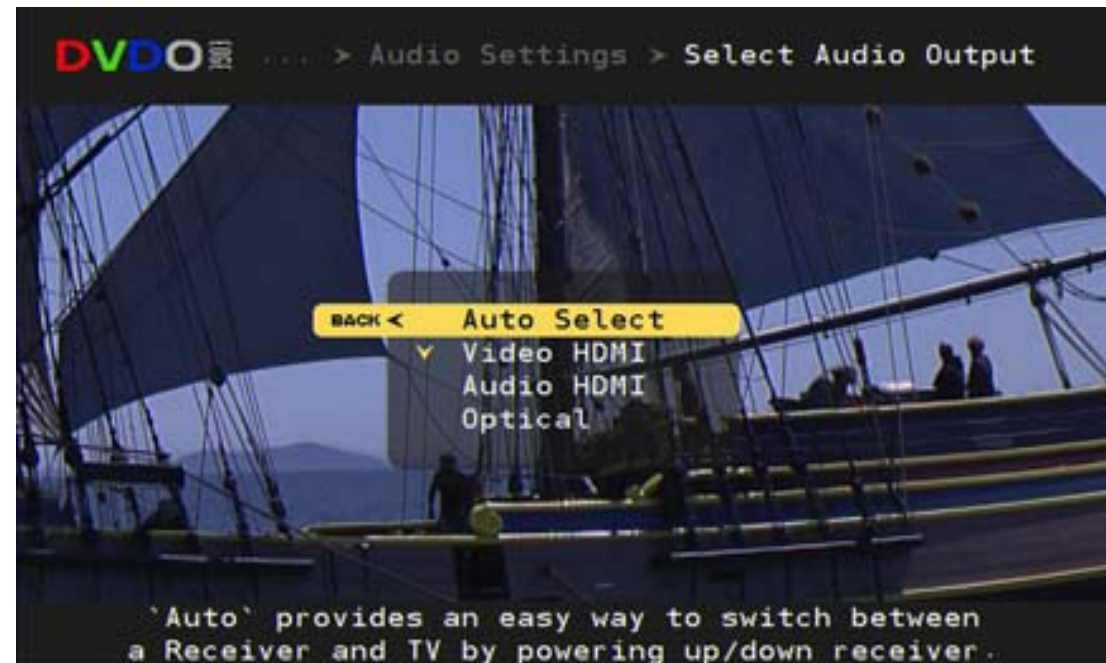 DVDO EDGE ... > Audio Settings > Select Audio Output
BACK < Auto Select
Video HDMI
Audio HDMI
Optical
`Auto` provides an easy way to switch between
a Receiver and TV by powering up/down receiver.